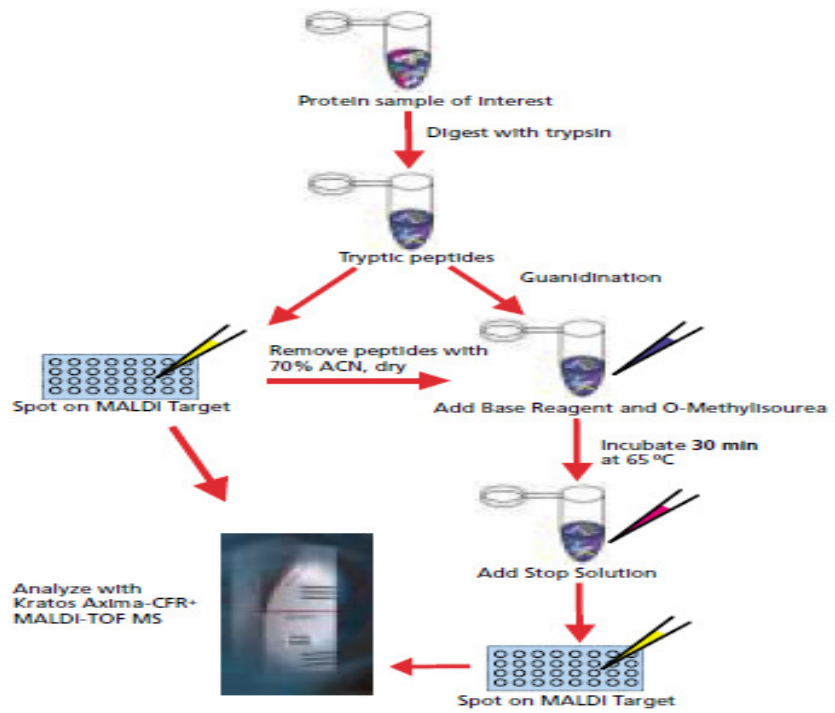 Protein sample of interest
Digest with trypsin
Tryptic peptides
Guanidination
Remove peptides with
70% ACN, dry
Spot on MALDI Target
Add Base Reagent and O-Methylisourea
Incubate 30 min
at 65 ºC
Add Stop Solution
Analyze with
Kratos Axima-CFR+
MALDI-TOF MS
Spot on MALDI Target